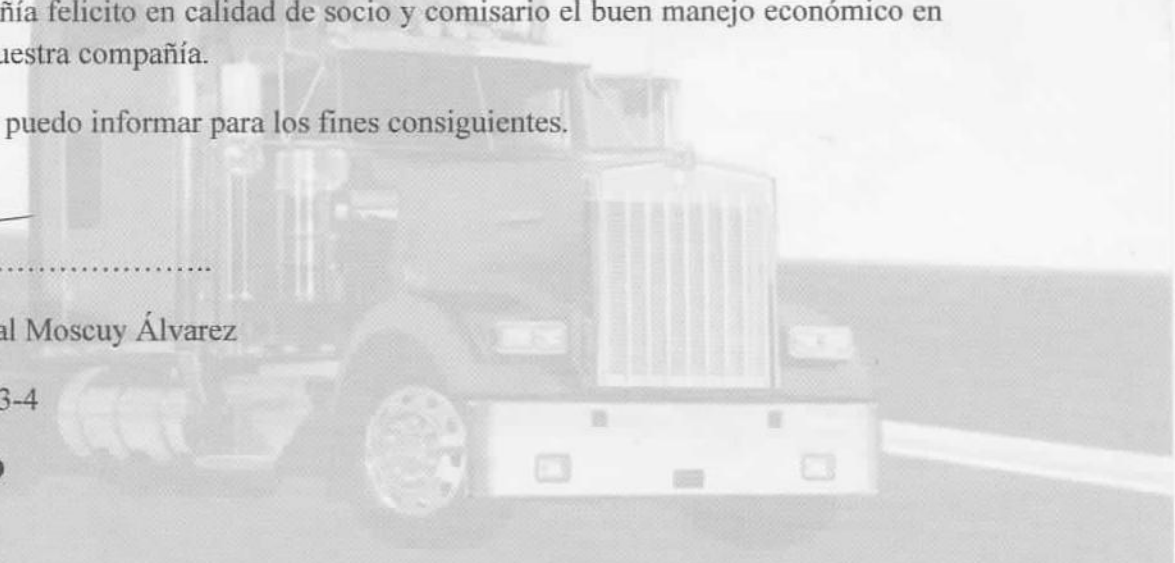 ñía felicito en calidad de socio y comisario el buen manejo económico en
uestra compañía.
puedo informar para los fines consiguientes.
.....................
al Moscuy Álvarez
3-4